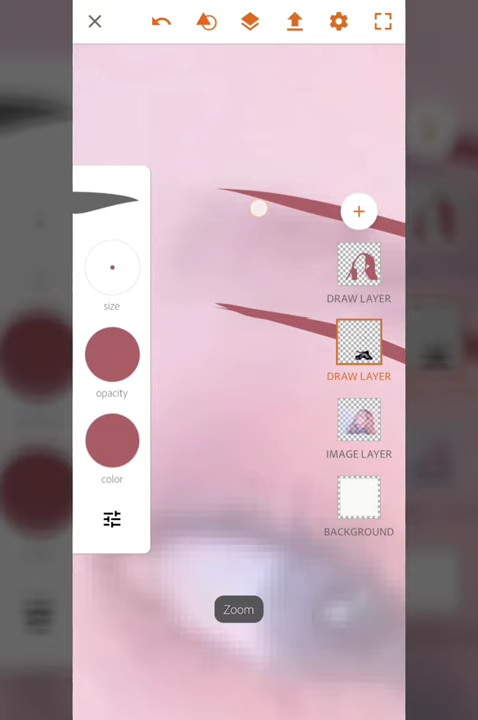 size
opacity
color
DRAW LAYER
DRAW LAYER
IMAGE LAYER
BACKGROUND
Zoom